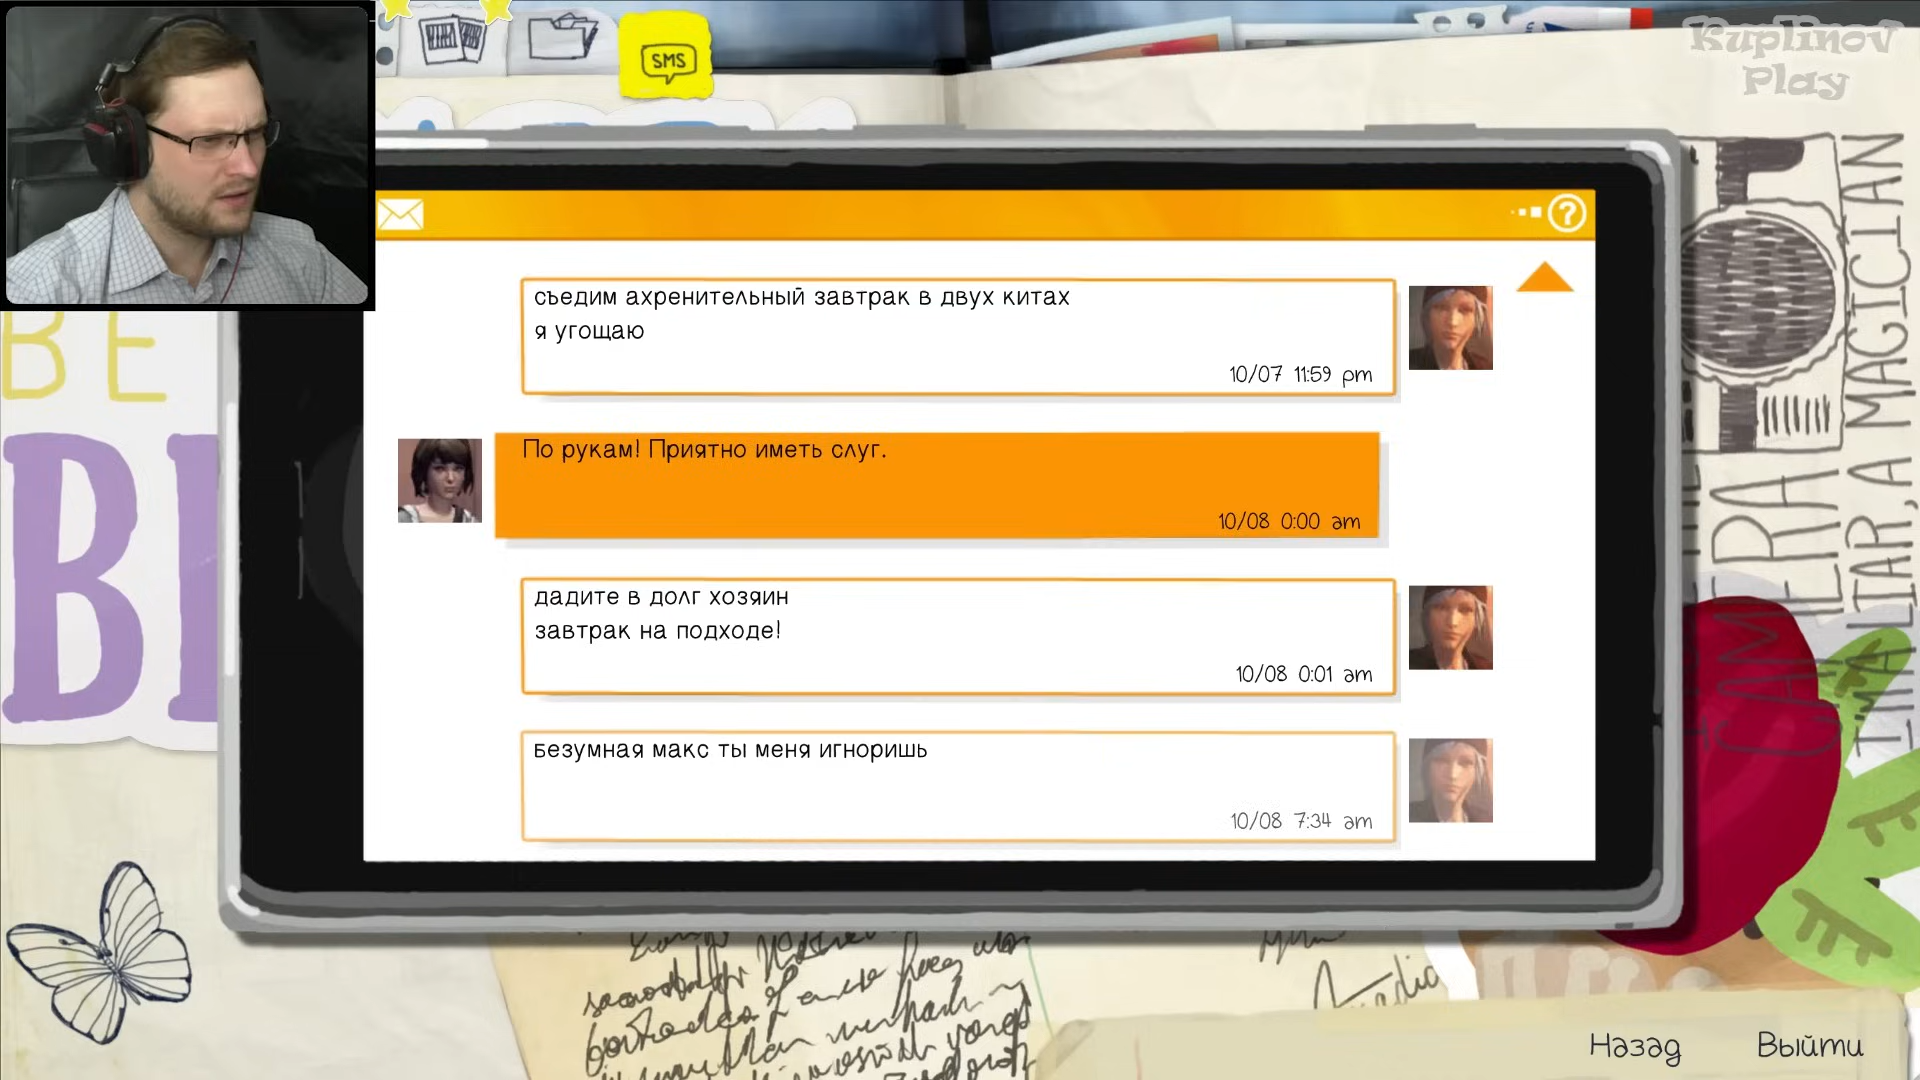 SMS
Kuplinov
Play
съедим ахренительный завтрак в двух китах
я угощаю
10/07 11:59 pm
По рукам! Приятно иметь слуг.
10/08 0:00 am
дадите в долг хозяин
завтрак на подходе!
10/08 0:01 am
безумная макс ты меня игноришь
10/08 7:34 am
BE
CAMERA
LIAR, A MAGICIAN
Назад
Выйти